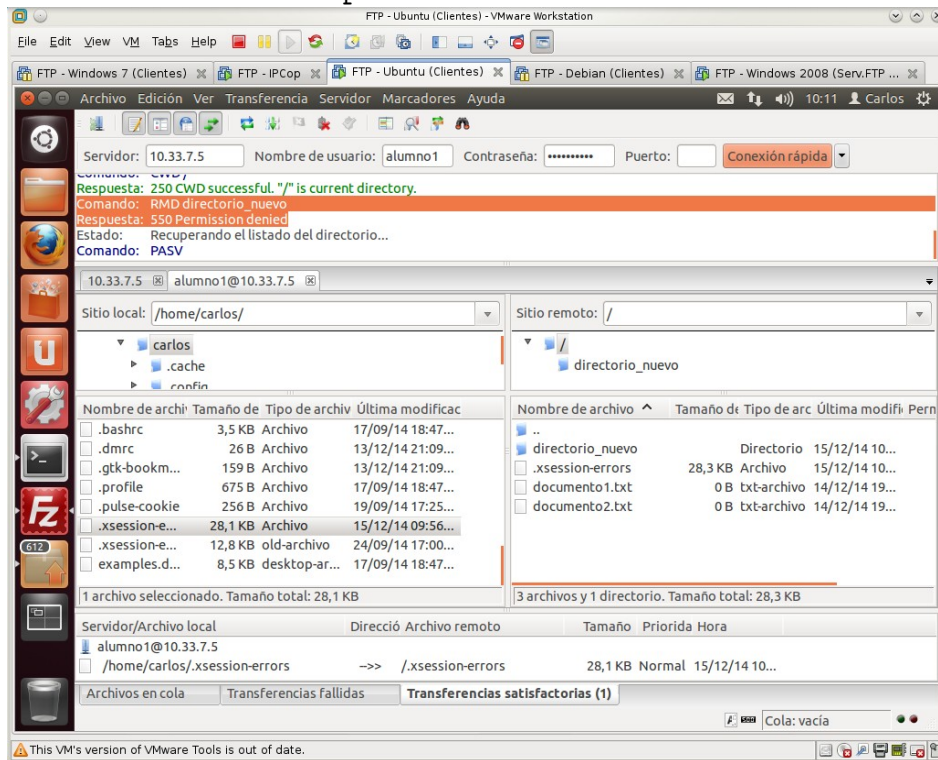 FTP - Ubuntu (Clientes) - VMware Workstation
File Edit View VM Tabs Help
FTP - Windows 7 (Clientes) FTP - IPCop FTP - Ubuntu (Clientes) FTP - Debian (Clientes) FTP - Windows 2008 (Serv.FTP ...
Archivo Edición Ver Transferencia Servidor Marcadores Ayuda 10:11 Carlos
Servidor: 10.33.7.5 Nombre de usuario: alumno1 Contraseña: •••••••••• Puerto: Conexión rápida
Comando: CWD /
Respuesta: 250 CWD successful. "/" is current directory.
Comando: RMD directorio_nuevo
Respuesta: 550 Permission denied
Estado: Recuperando el listado del directorio...
Comando: PASV
10.33.7.5 alumno1@10.33.7.5
Sitio local: /home/carlos/ Sitio remoto: /
carlos /
.cache directorio_nuevo
.config
Nombre de archi Tamaño de Tipo de archiv Última modificac Nombre de archivo Tamaño de Tipo de arc Última modifi Perm
.bashrc 3,5 KB Archivo 17/09/14 18:47... ..
.dmrc 26 B Archivo 13/12/14 21:09... directorio_nuevo Directorio 15/12/14 10...
.gtk-bookm... 159 B Archivo 13/12/14 21:09... .xsession-errors 28,3 KB Archivo 15/12/14 10...
.profile 675 B Archivo 17/09/14 18:47... documento1.txt 0 B txt-archivo 14/12/14 19...
.pulse-cookie 256 B Archivo 19/09/14 17:25... documento2.txt 0 B txt-archivo 14/12/14 19...
.xsession-e... 28,1 KB Archivo 15/12/14 09:56...
.xsession-e... 12,8 KB old-archivo 24/09/14 17:00...
examples.d... 8,5 KB desktop-ar... 17/09/14 18:47...
1 archivo seleccionado. Tamaño total: 28,1 KB 3 archivos y 1 directorio. Tamaño total: 28,3 KB
Servidor/Archivo local Direcció Archivo remoto Tamaño Priorida Hora
alumno1@10.33.7.5
/home/carlos/.xsession-errors -->> /.xsession-errors 28,1 KB Normal 15/12/14 10...
612
Archivos en cola Transferencias fallidas Transferencias satisfactorias (1)
Cola: vacía
This VM's version of VMware Tools is out of date.